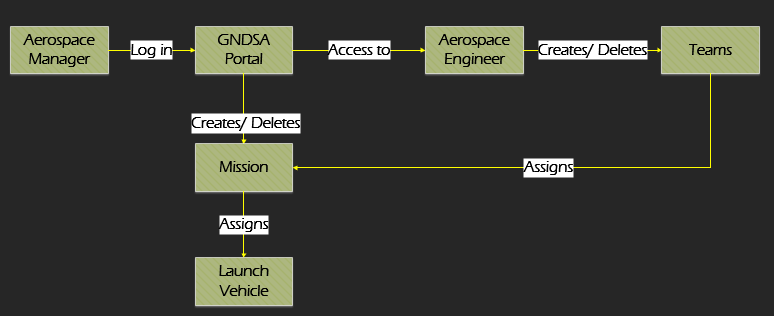 Aerospace
Manager
Log in
GNDSA
Portal
Access to
Aerospace
Engineer
Creates/ Deletes
Teams
Creates/ Deletes
Mission
Assigns
Assigns
Launch
Vehicle